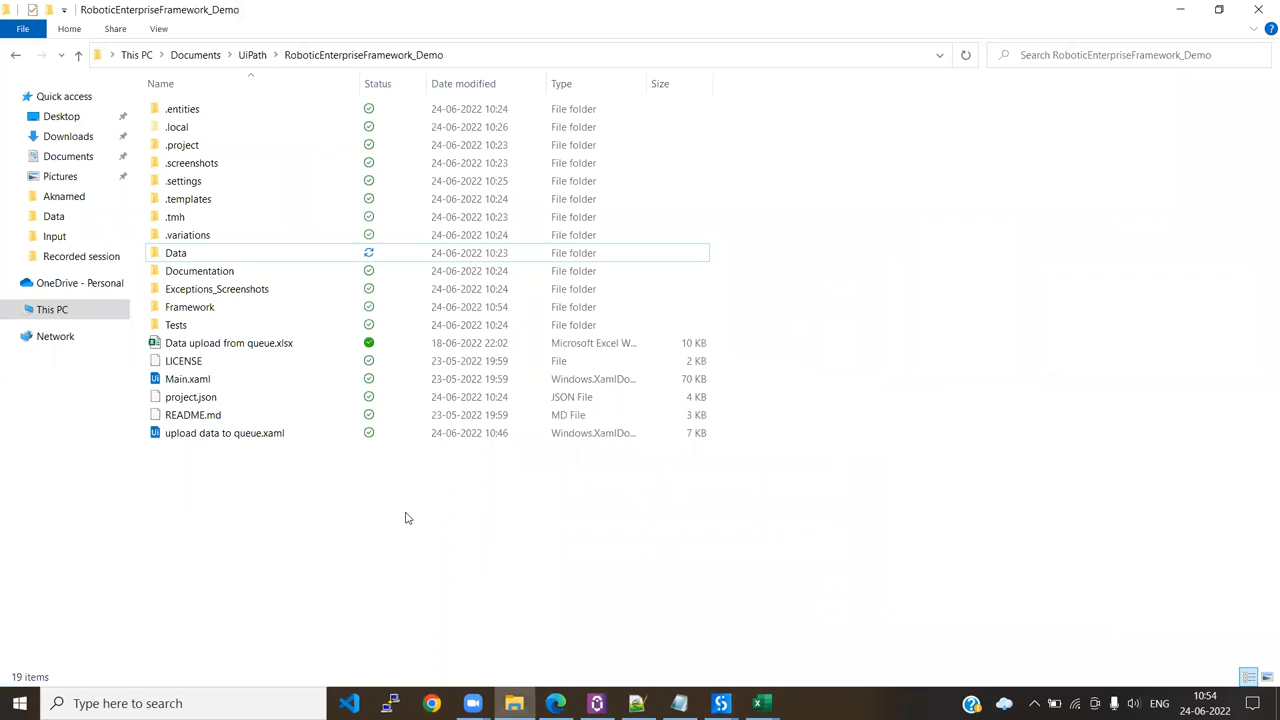 RoboticEnterpriseFramework_Demo
File Home Share View
This PC Documents UiPath RoboticEnterpriseFramework_Demo
Search RoboticEnterpriseFramework_Demo
Name Status Date modified Type Size
Quick access
Desktop
Downloads
Documents
Pictures
Aknamed
Data
Input
Recorded session
OneDrive - Personal
This PC
Network
.entities 24-06-2022 10:24 File folder
.local 24-06-2022 10:26 File folder
.project 24-06-2022 10:23 File folder
.screenshots 24-06-2022 10:23 File folder
.settings 24-06-2022 10:25 File folder
.templates 24-06-2022 10:24 File folder
.tmh 24-06-2022 10:23 File folder
.variations 24-06-2022 10:24 File folder
Data 24-06-2022 10:23 File folder
Documentation 24-06-2022 10:24 File folder
Exceptions_Screenshots 24-06-2022 10:24 File folder
Framework 24-06-2022 10:54 File folder
Tests 24-06-2022 10:24 File folder
Data upload from queue.xlsx 18-06-2022 22:02 Microsoft Excel W... 10 KB
LICENSE 23-05-2022 19:59 File 2 KB
Main.xaml 23-05-2022 19:59 Windows.XamlDo... 70 KB
project.json 24-06-2022 10:24 JSON File 4 KB
README.md 23-05-2022 19:59 MD File 3 KB
upload data to queue.xaml 24-06-2022 10:46 Windows.XamlDo... 7 KB
19 items
Type here to search
ENG
10:54
24-06-2022